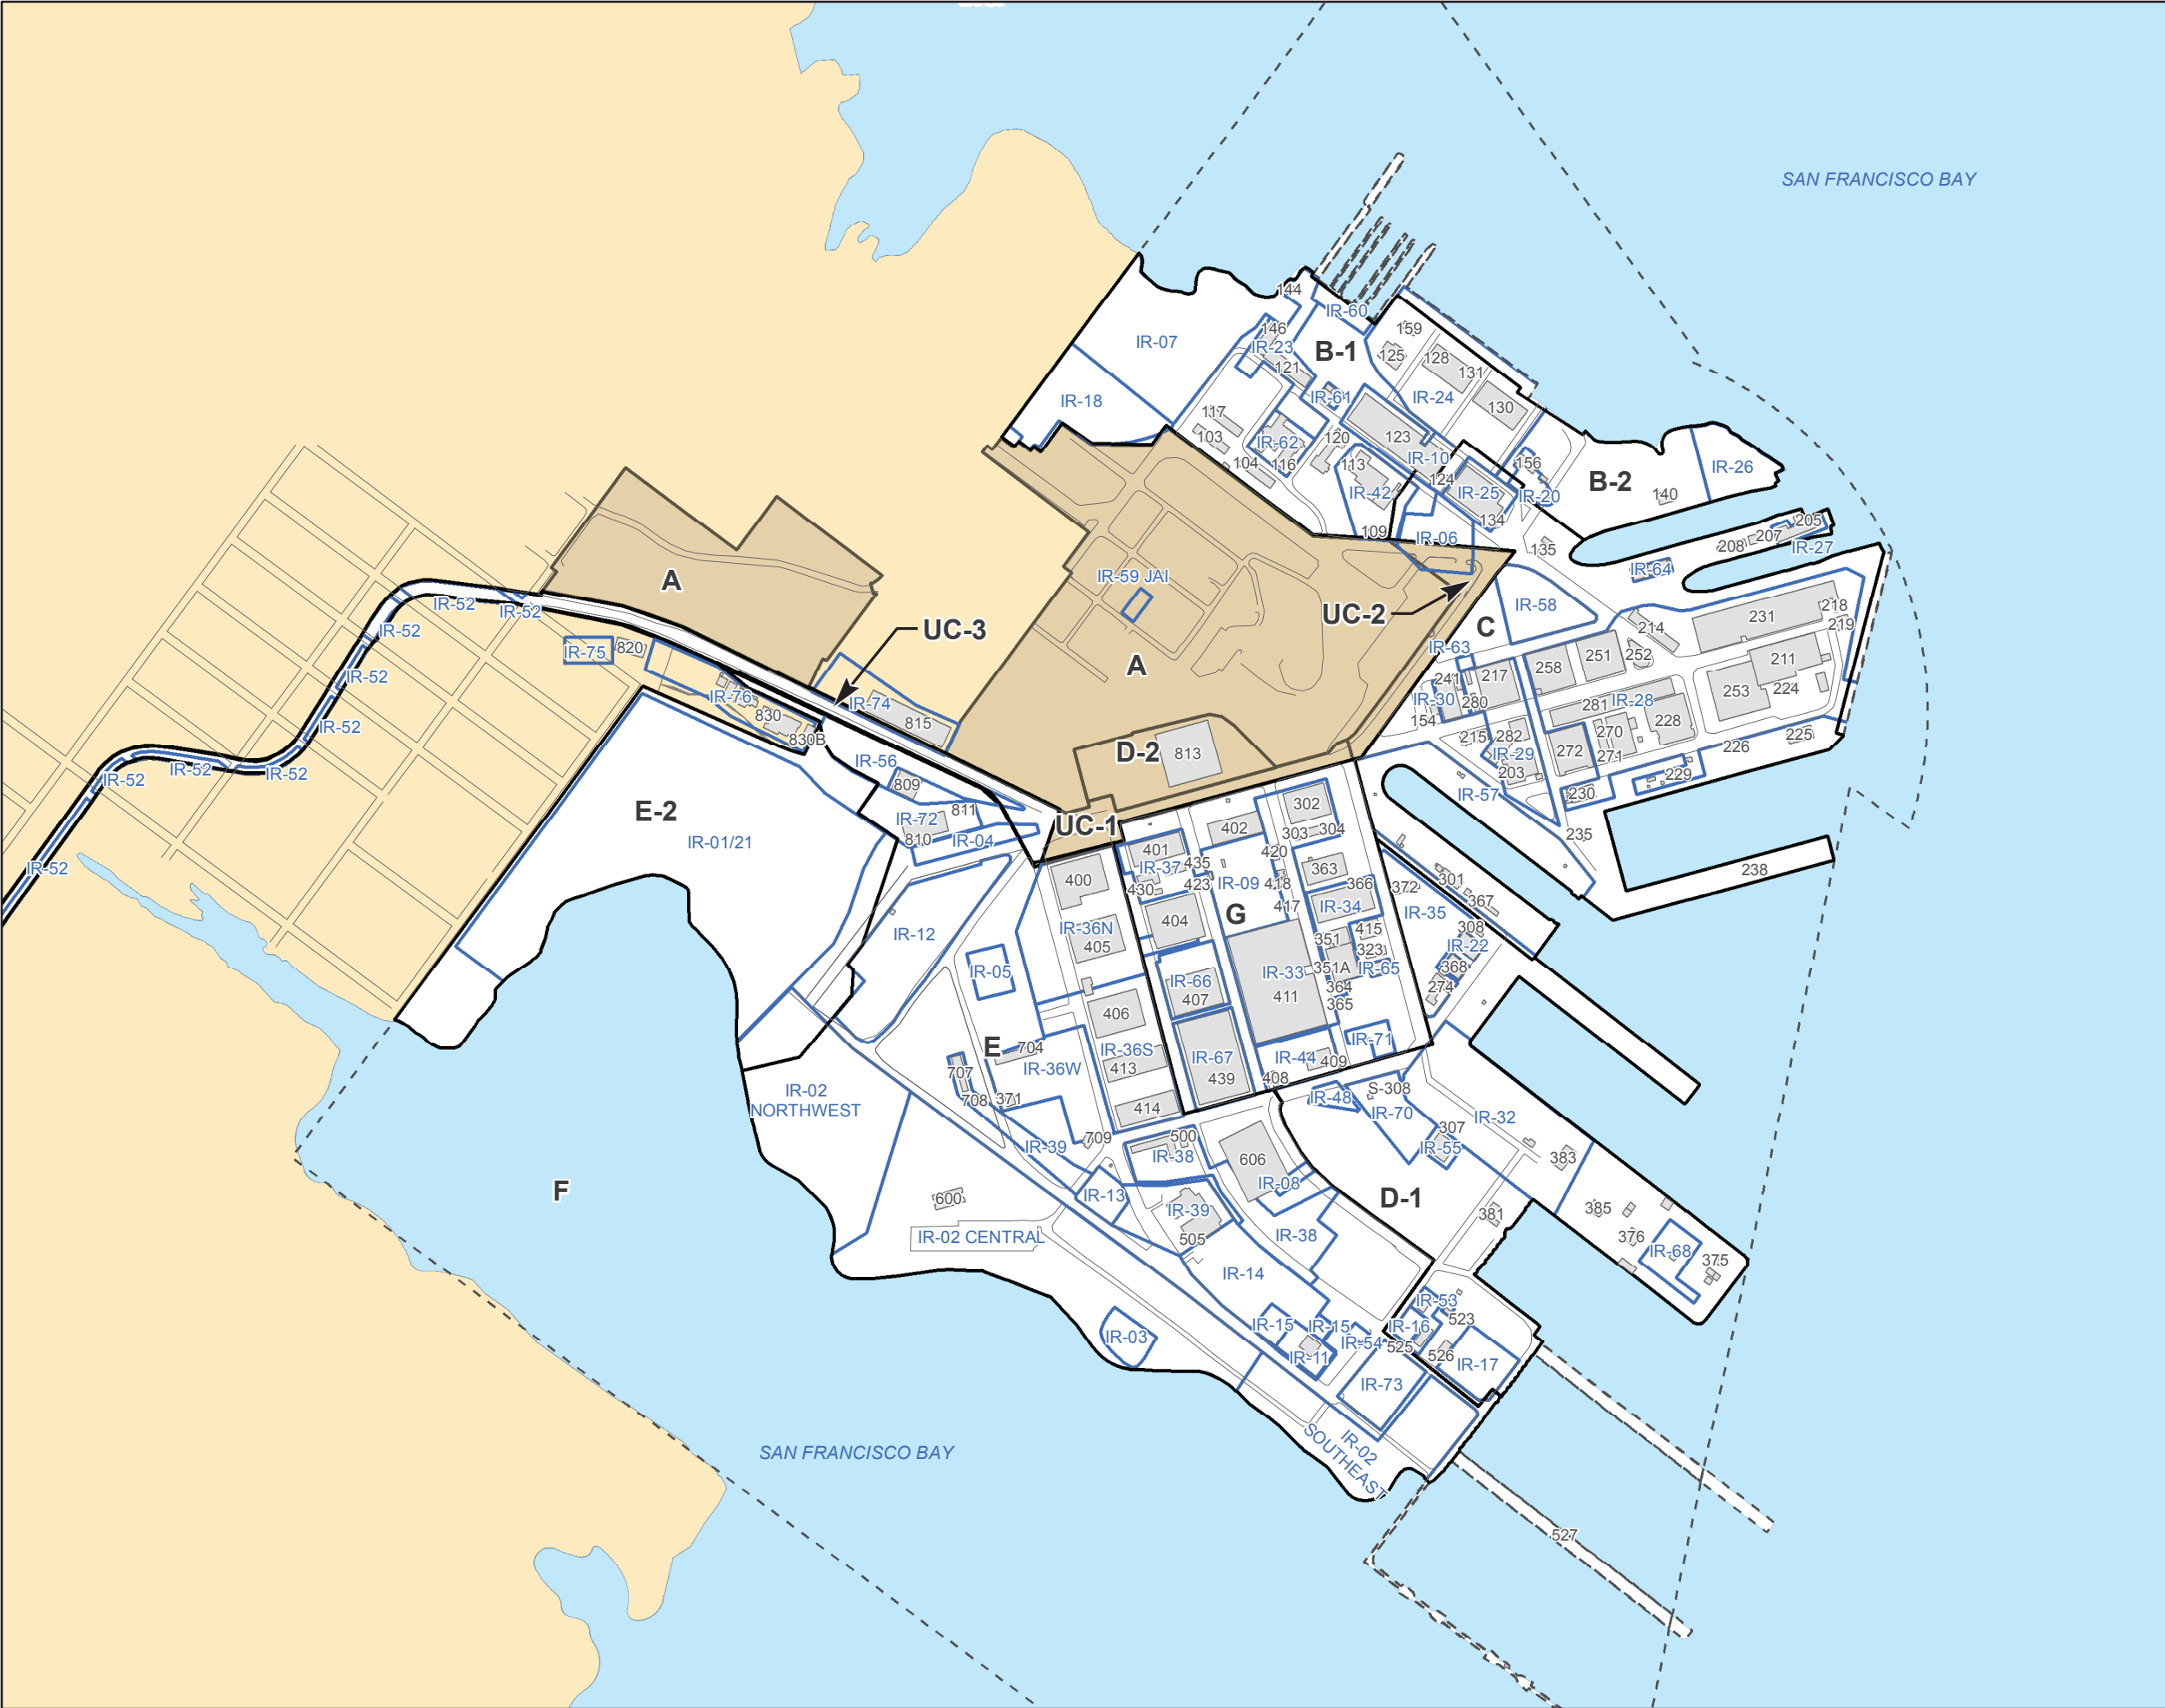 SAN FRANCISCO BAY
144
IR-60
IR-07
146
IR-23
B-1
159
125
128
131
121
IR-61
IR-24
130
IR-18
117
103
IR-62
120
123
104
116
113
IR-10
124
156
IR-26
IR-42
IR-25
IR-20
B-2
140
134
109
IR-06
135
205
207
208
IR-27
IR-64
IR-59 JAI
A
IR-52
IR-52
IR-52
UC-2
IR-58
C
214
231
218
219
UC-3
IR-75
820
IR-63
A
251
252
258
211
IR-52
241
217
IR-76
IR-74
IR-30
280
281
IR-28
253
224
830
815
154
228
IR-52
830B
215
282
270
225
D-2
813
IR-29
272
271
226
IR-56
203
229
IR-52
IR-52
IR-52
809
IR-57
230
E-2
811
302
IR-72
UC-1
402
303
304
235
IR-01/21
810
IR-04
401
420
IR-52
IR-37
435
363
238
400
430
423
IR-09
418
366
372
301
417
IR-34
367
G
IR-35
404
415
308
IR-36N
IR-12
405
351
323
IR-22
IR-05
IR-66
IR-33
351A
IR-65
368
407
411
364
274
365
406
E
704
IR-36S
IR-71
IR-36W
413
IR-67
IR-44
409
707
439
408
IR-02
NORTHWEST
708
371
414
IR-48
S-308
IR-70
IR-32
709
500
307
IR-39
IR-38
606
IR-55
383
F
600
IR-13
IR-08
D-1
IR-39
385
381
IR-02 CENTRAL
505
IR-38
376
IR-68
375
IR-14
IR-53
523
IR-03
IR-15
IR-15
IR-16
IR-54
525
526
IR-11
IR-17
IR-73
SAN FRANCISCO BAY
IR-02
SOUTHEAST
527